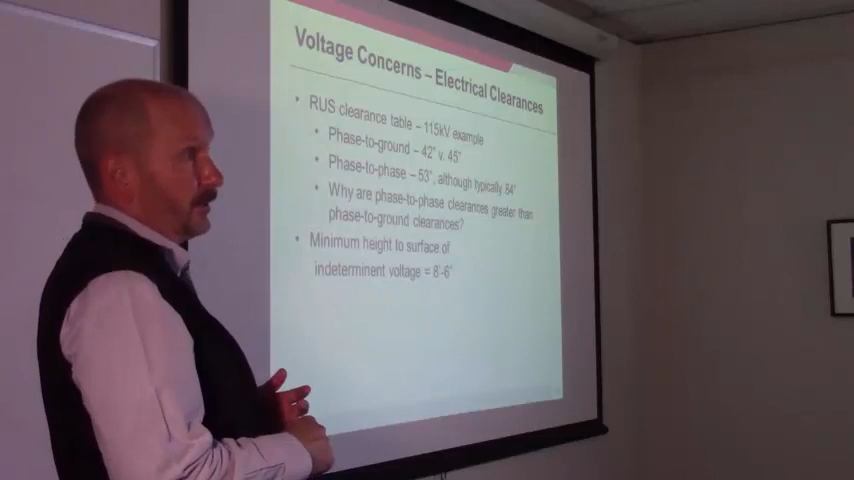 Voltage Concerns – Electrical Clearances
• RUS clearance table – 115kV example
• Phase-to-ground – 42" v. 45"
• Phase-to-phase – 53", although typically 84"
• Why are phase-to-phase clearances greater than
phase-to-ground clearances?
• Minimum height to surface of
indeterminent voltage = 8'-6"